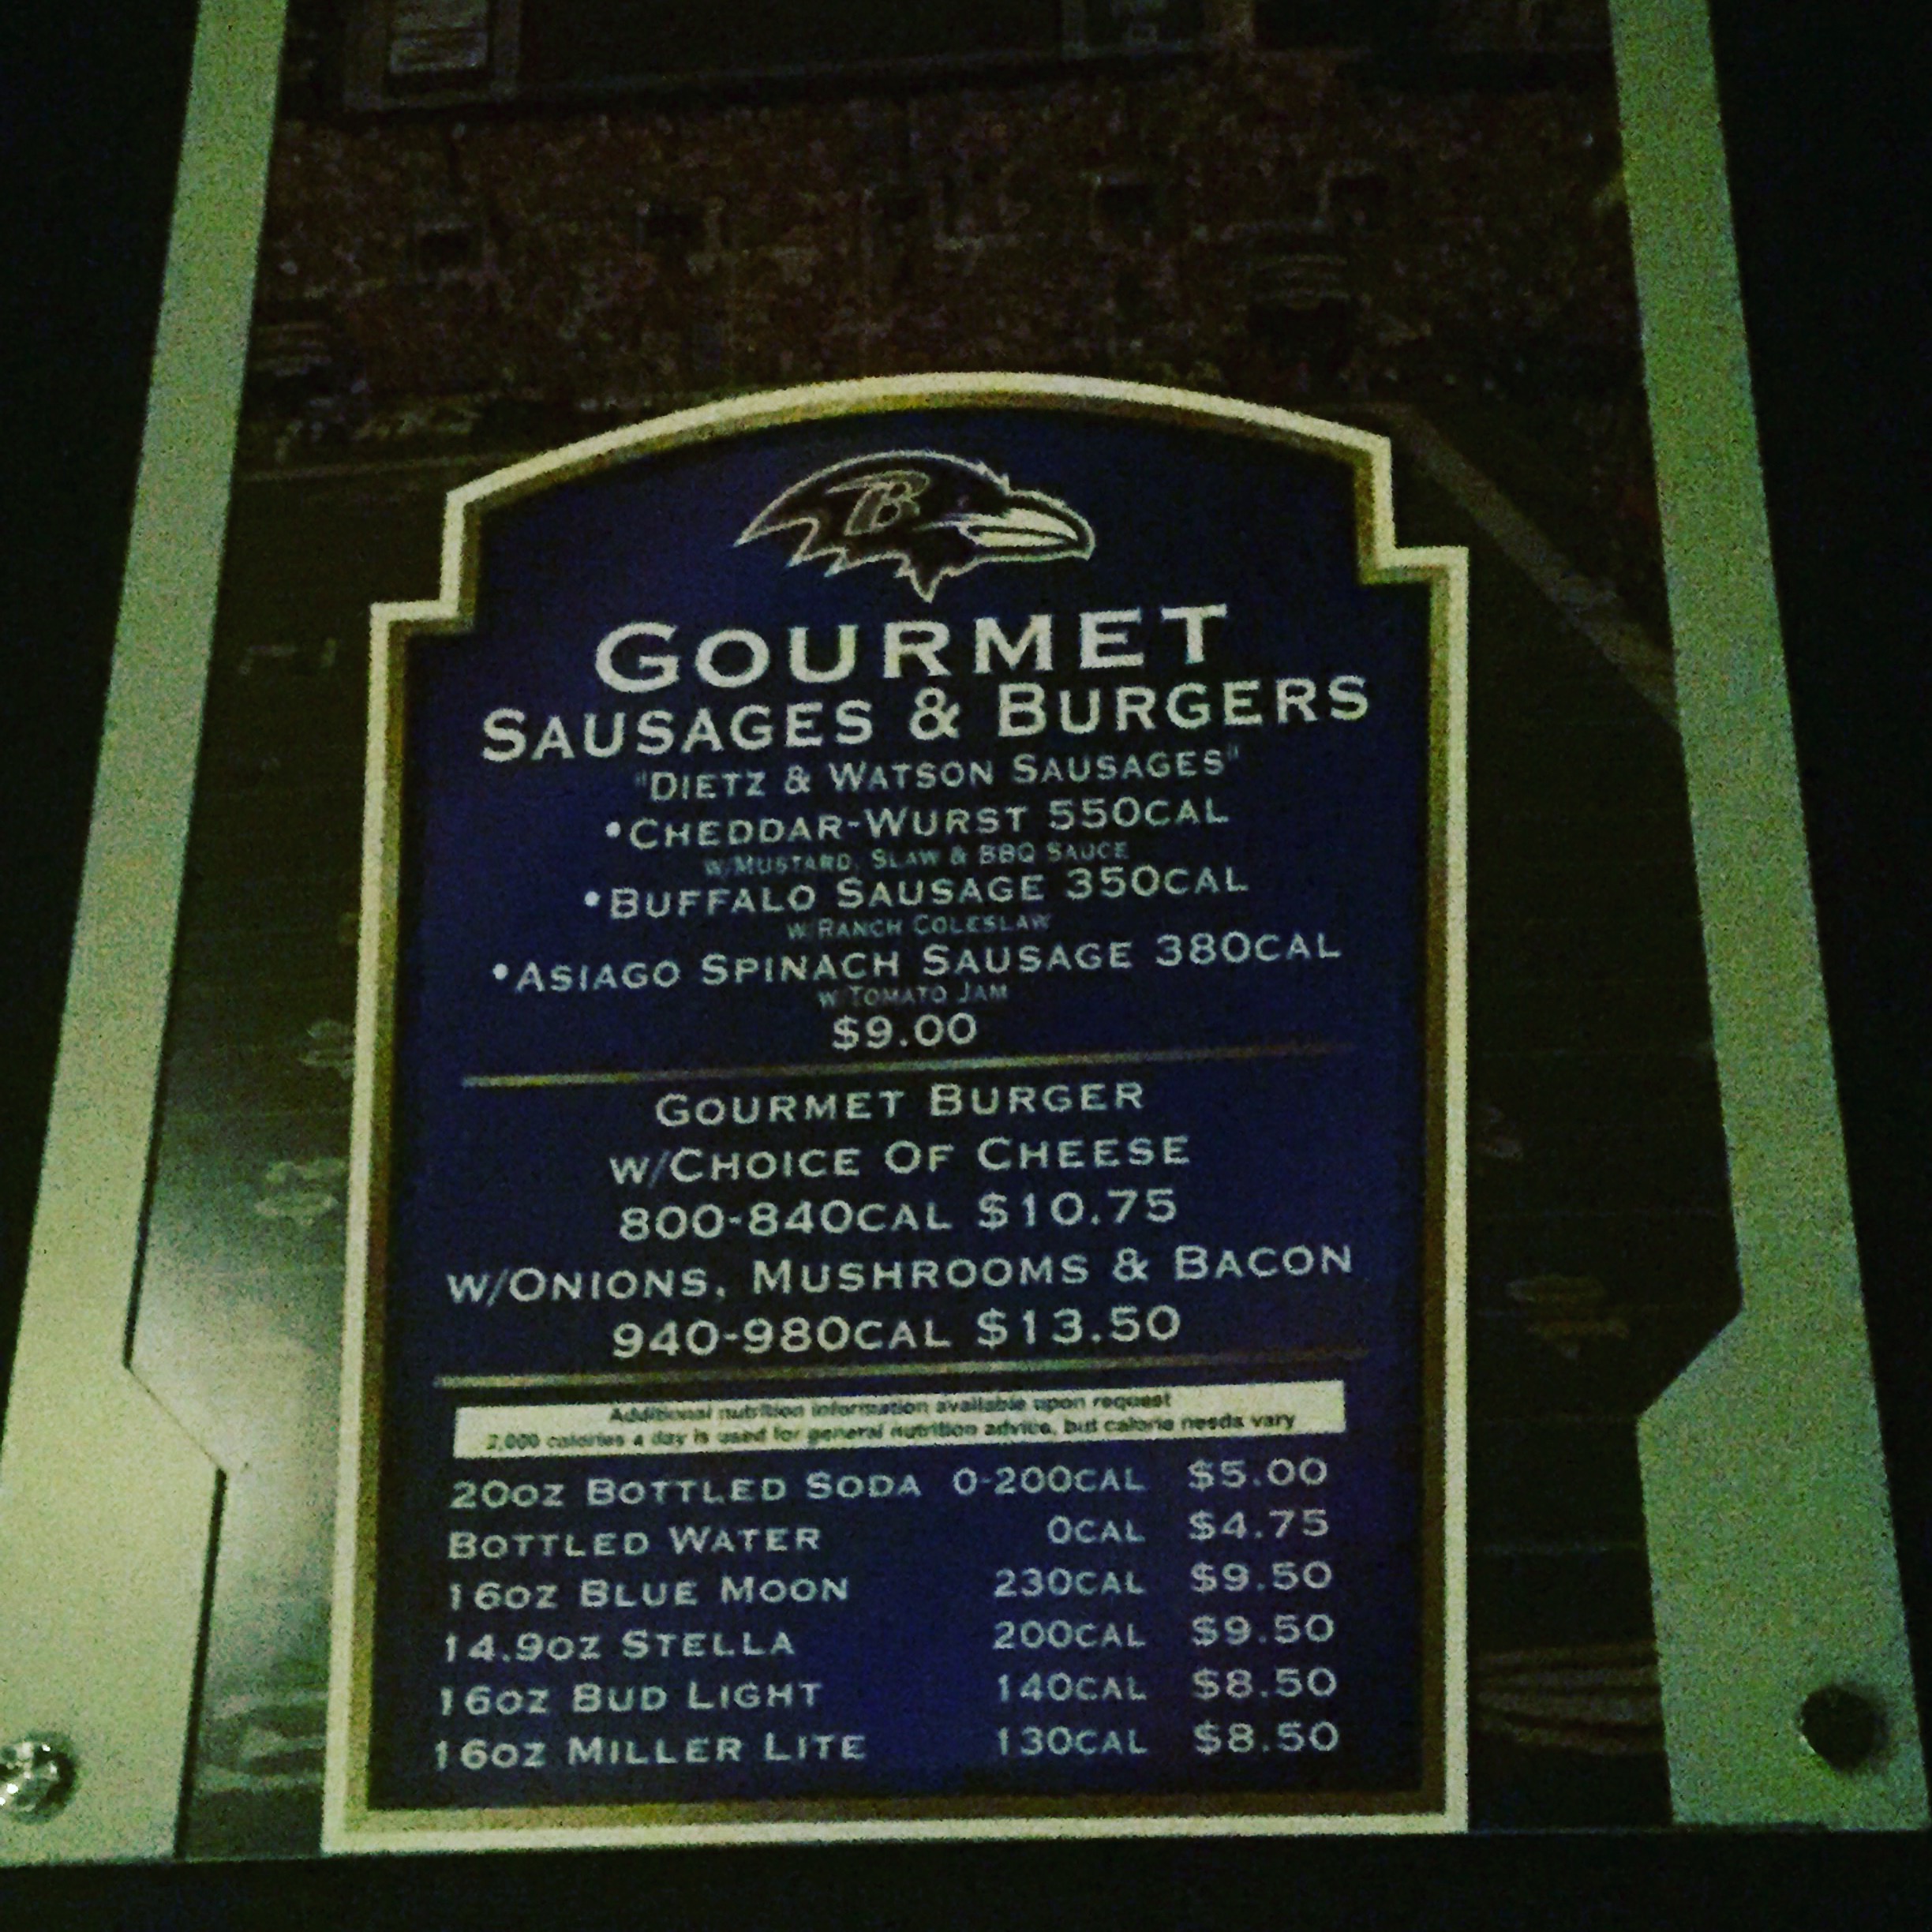 B
GOURMET
SAUSAGES & BURGERS
"DIETZ & WATSON SAUSAGES"
•CHEDDAR-WURST 550CAL
W/MUSTARD, SLAW & BBQ SAUCE
•BUFFALO SAUSAGE 350CAL
W/RANCH COLESLAW
•ASIAGO SPINACH SAUSAGE 380CAL
W/TOMATO JAM
$9.00
GOURMET BURGER
W/CHOICE OF CHEESE
800-840CAL $10.75
W/ONIONS, MUSHROOMS & BACON
940-980CAL $13.50
Additional nutrition information available upon request
2,000 calories a day is used for general nutrition advice, but calorie needs vary
20OZ BOTTLED SODA 0-200CAL $5.00
BOTTLED WATER 0CAL $4.75
16OZ BLUE MOON 230CAL $9.50
14.9OZ STELLA 200CAL $9.50
16OZ BUD LIGHT 140CAL $8.50
16OZ MILLER LITE 130CAL $8.50